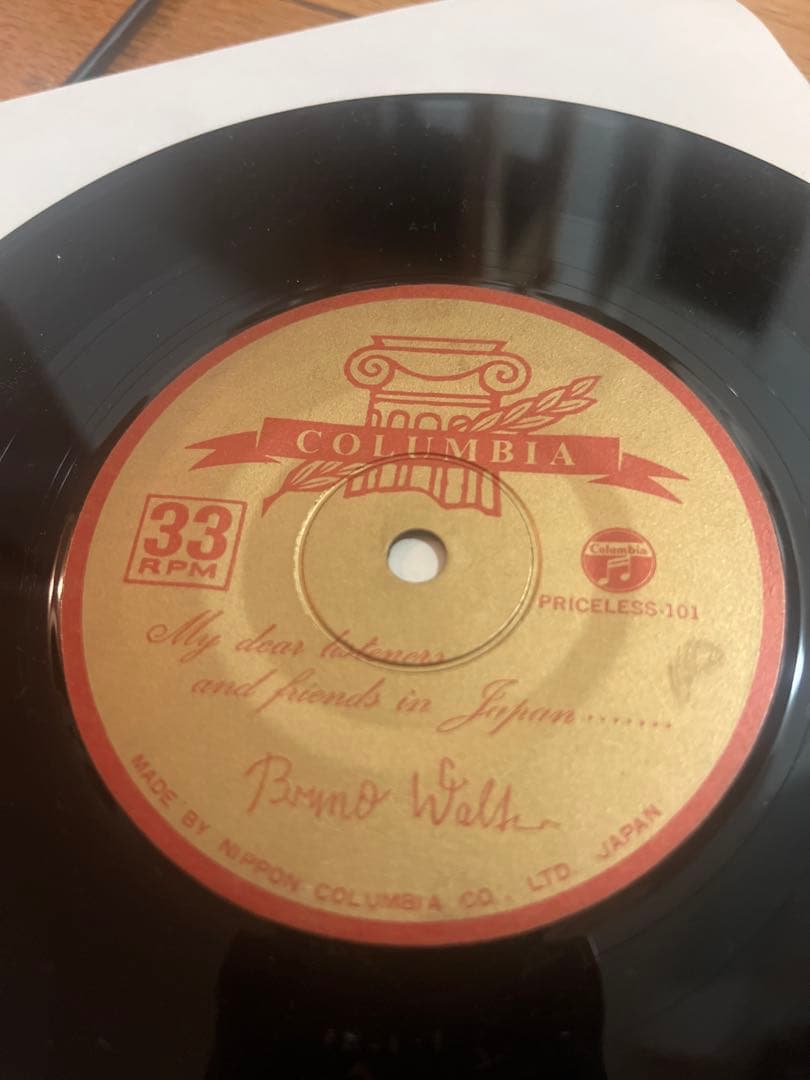 A-1
COLUMBIA
33
RPM
Columbia
PRICELESS-101
My dear listeners
and friends in Japan.......
Bruno Walter
MADE BY NIPPON COLUMBIA CO. LTD. JAPAN